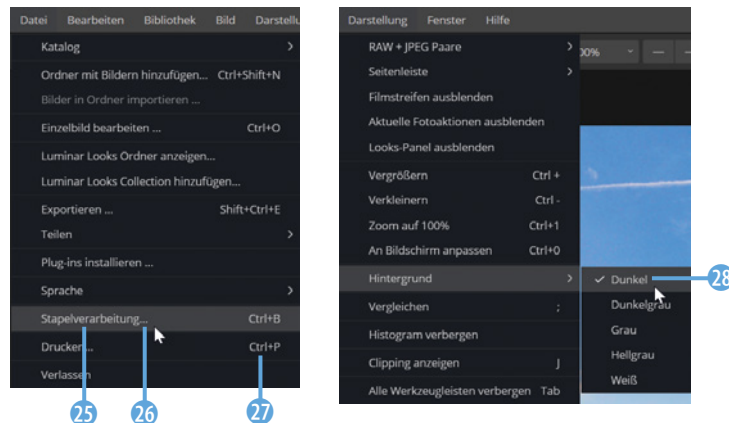 Datei Bearbeiten Bibliothek Bild Darstellu
Katalog >
Ordner mit Bildern hinzufügen... Ctrl+Shift+N
Bilder in Ordner importieren ...
Einzelbild bearbeiten ... Ctrl+O
Luminar Looks Ordner anzeigen...
Luminar Looks Collection hinzufügen...
Exportieren ... Shift+Ctrl+E
Teilen >
Plug-ins installieren ...
Sprache >
Stapelverarbeitung... Ctrl+B
Drucken... Ctrl+P
Verlassen
25 26 27
Darstellung Fenster Hilfe
RAW + JPEG Paare >
00%
Seitenleiste >
Filmstreifen ausblenden
Aktuelle Fotoaktionen ausblenden
Looks-Panel ausblenden
Vergrößern Ctrl +
Verkleinern Ctrl -
Zoom auf 100% Ctrl+1
An Bildschirm anpassen Ctrl+0
Hintergrund >
✓ Dunkel 28
Dunkelgrau
Grau
Hellgrau
Weiß
Vergleichen ;
Histogram verbergen
Clipping anzeigen J
Alle Werkzeugleisten verbergen Tab